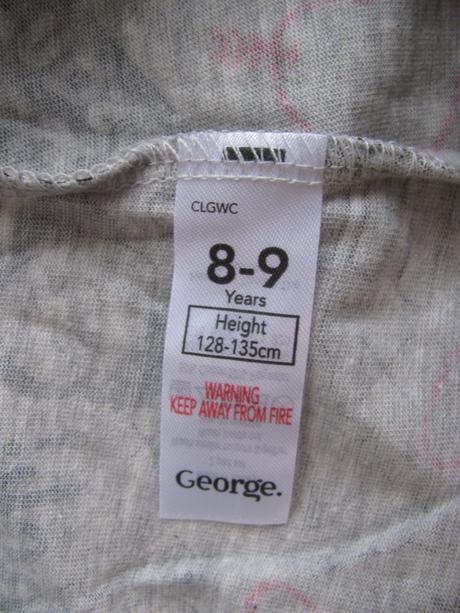 CLGWC
8-9
Years
Height
128-135cm
WARNING
KEEP AWAY FROM FIRE
George.